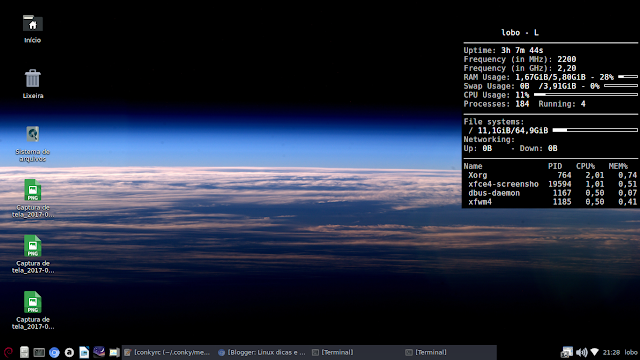 Início
Lixeira
Sistema de
arquivos
Captura de
tela_2017-0...
Captura de
tela_2017-0...
Captura de
tela_2017-0...
lobo - L
Uptime: 3h 7m 44s
Frequency (in MHz): 2200
Frequency (in GHz): 2,20
RAM Usage: 1,67GiB/5,80GiB - 28%
Swap Usage: 0B /3,91GiB - 0%
CPU Usage: 11%
Processes: 184 Running: 4
File systems:
/ 11,1GiB/64,9GiB
Networking:
Up: 0B - Down: 0B
Name PID CPU% MEM%
Xorg 764 2,01 0,74
xfce4-screensho 19594 1,01 0,51
dbus-daemon 1167 0,50 0,07
xfwm4 1185 0,50 0,41
[conkyrc (~/.conky/me... [Blogger: Linux dicas e ... [Terminal] [Terminal] 21:28 lobo
PNG
PNG
PNG